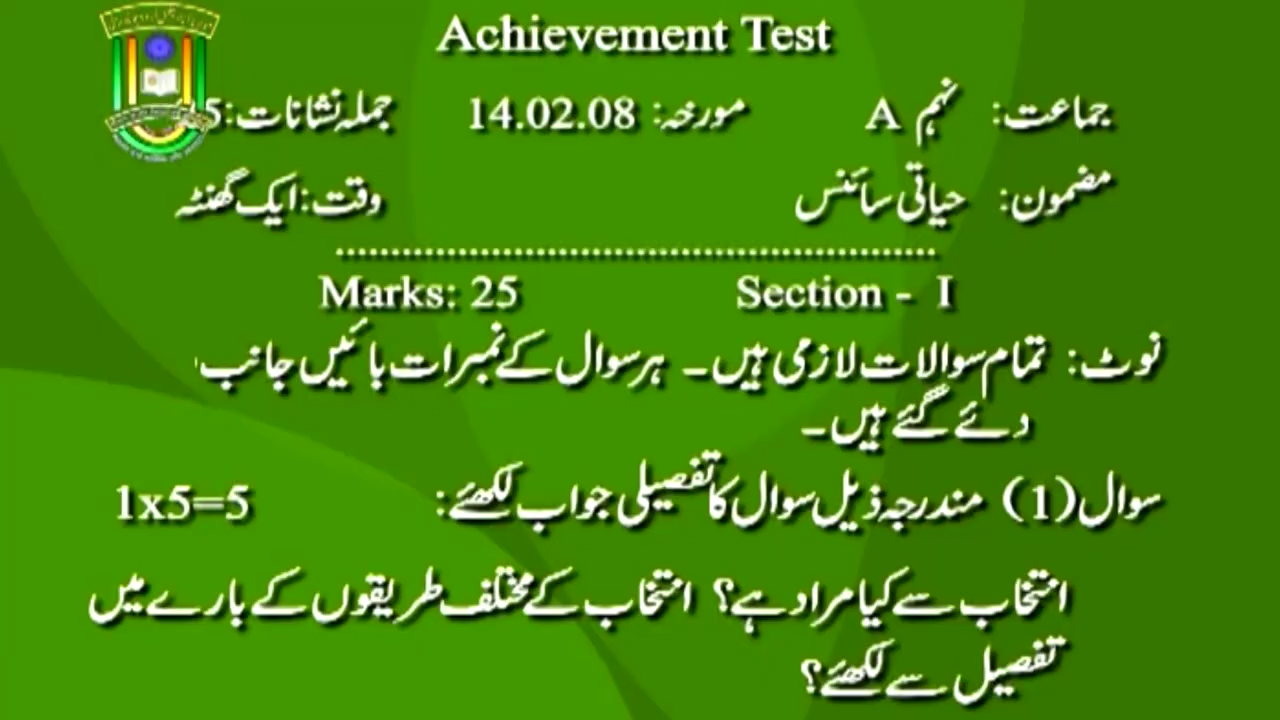 Achievement Test
جماعت: نہم A مورخہ: 14.02.08 جملہ نشانات:
مضمون: حیاتی سائنس وقت: ایک گھنٹہ
Marks: 25 Section - I
نوٹ: تمام سوالات لازمی ہیں۔ ہر سوال کے نمبرات بائیں جانب
دئے گئے ہیں۔
سوال (1) مندرجہ ذیل سوال کا تفصیلی جواب لکھئے: 1x5=5
انتخاب سے کیا مراد ہے؟ انتخاب کے مختلف طریقوں کے بارے میں
تفصیل سے لکھئے؟